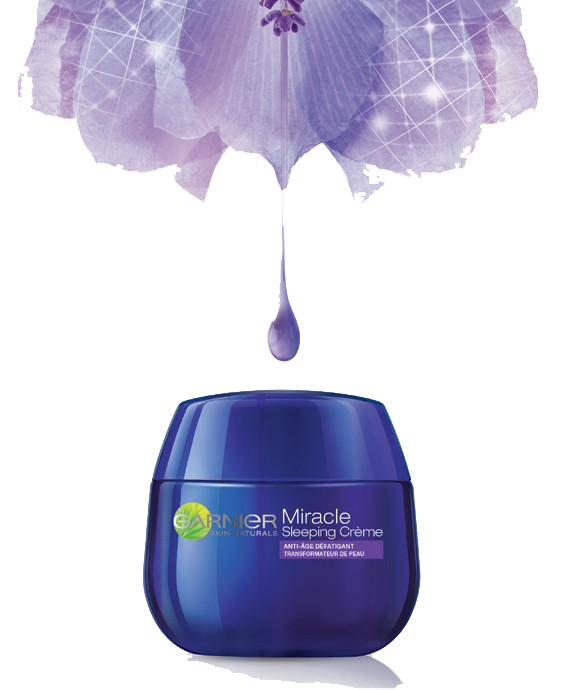 GARNIER
SKIN NATURALS
Miracle
Sleeping Crème
ANTI-ÂGE DÉFATIGANT
TRANSFORMATEUR DE PEAU